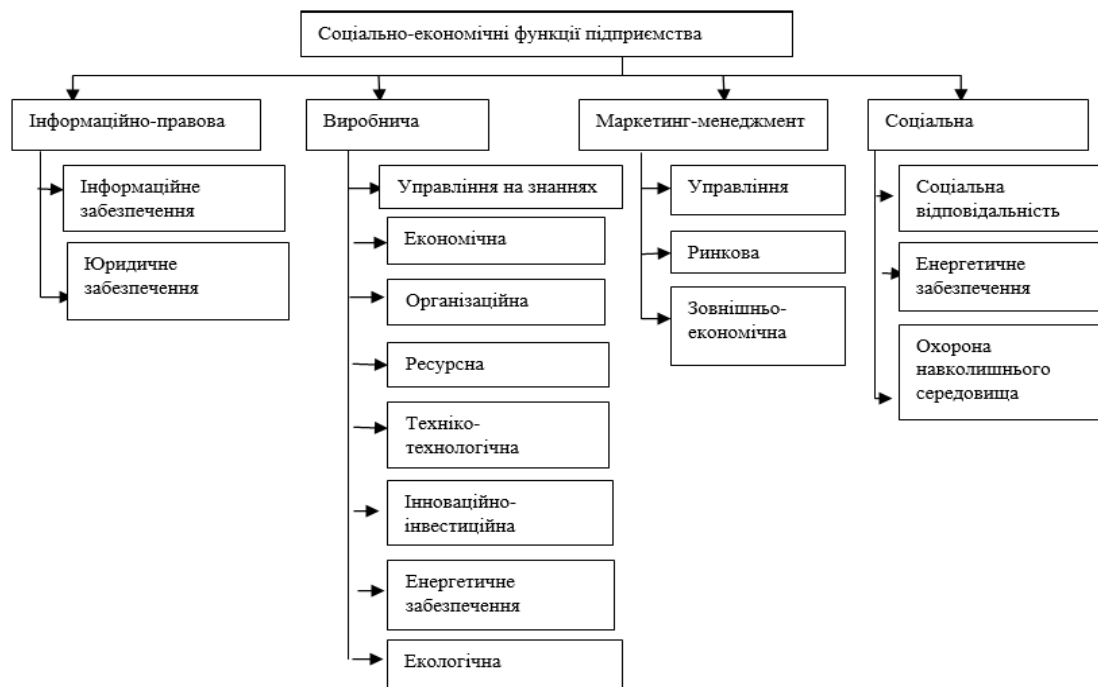 Соціально-економічні функції підприємства
Інформаційно-правова
Інформаційне
забезпечення
Юридичне
забезпечення
Виробнича
Управління на знаннях
Економічна
Організаційна
Ресурсна
Техніко-
технологічна
Інноваційно-
інвестиційна
Енергетичне
забезпечення
Екологічна
Маркетинг-менеджмент
Управління
Ринкова
Зовнішньо-
економічна
Соціальна
Соціальна
відповідальність
Енергетичне
забезпечення
Охорона
навколишнього
середовища